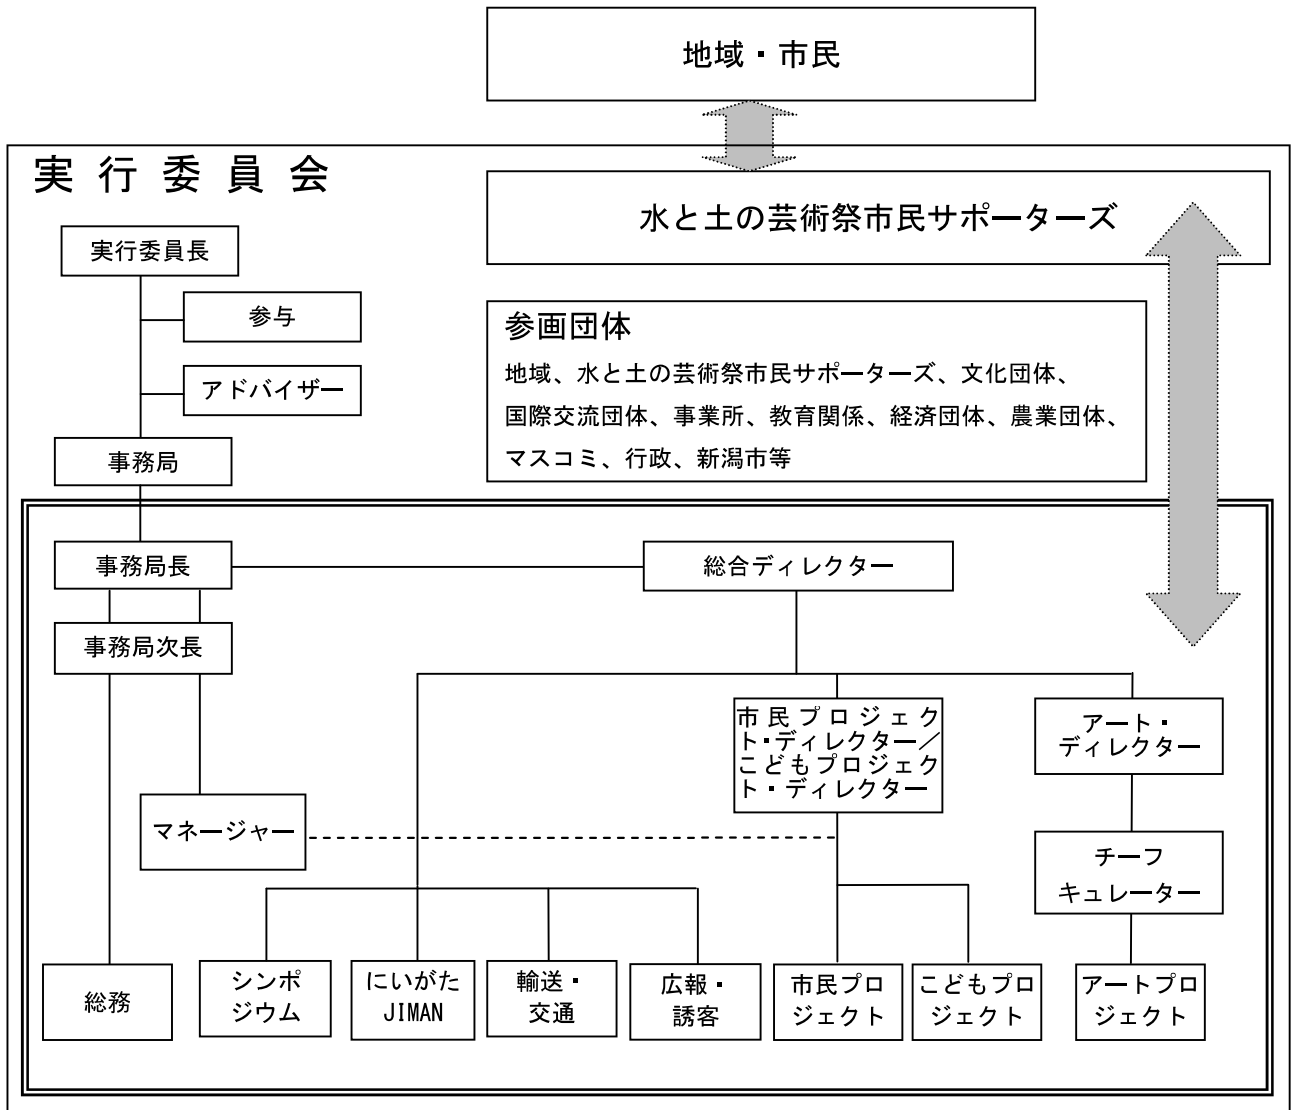 地域・市民
実行委員会
水と土の芸術祭市民サポーターズ
実行委員長
参与
アドバイザー
事務局
参画団体
地域、水と土の芸術祭市民サポーターズ、文化団体、
国際交流団体、事業所、教育関係、経済団体、農業団体、
マスコミ、行政、新潟市等
事務局長
総合ディレクター
事務局次長
市民プロジェク
ト・ディレクター／
こどもプロジェク
ト・ディレクター
アート・
ディレクター
マネージャー
チーフ
キュレーター
総務
シンポ
ジウム
にいがた
JIMAN
輸送・
交通
広報・
誘客
市民プロ
ジェクト
こどもプロ
ジェクト
アートプロ
ジェクト